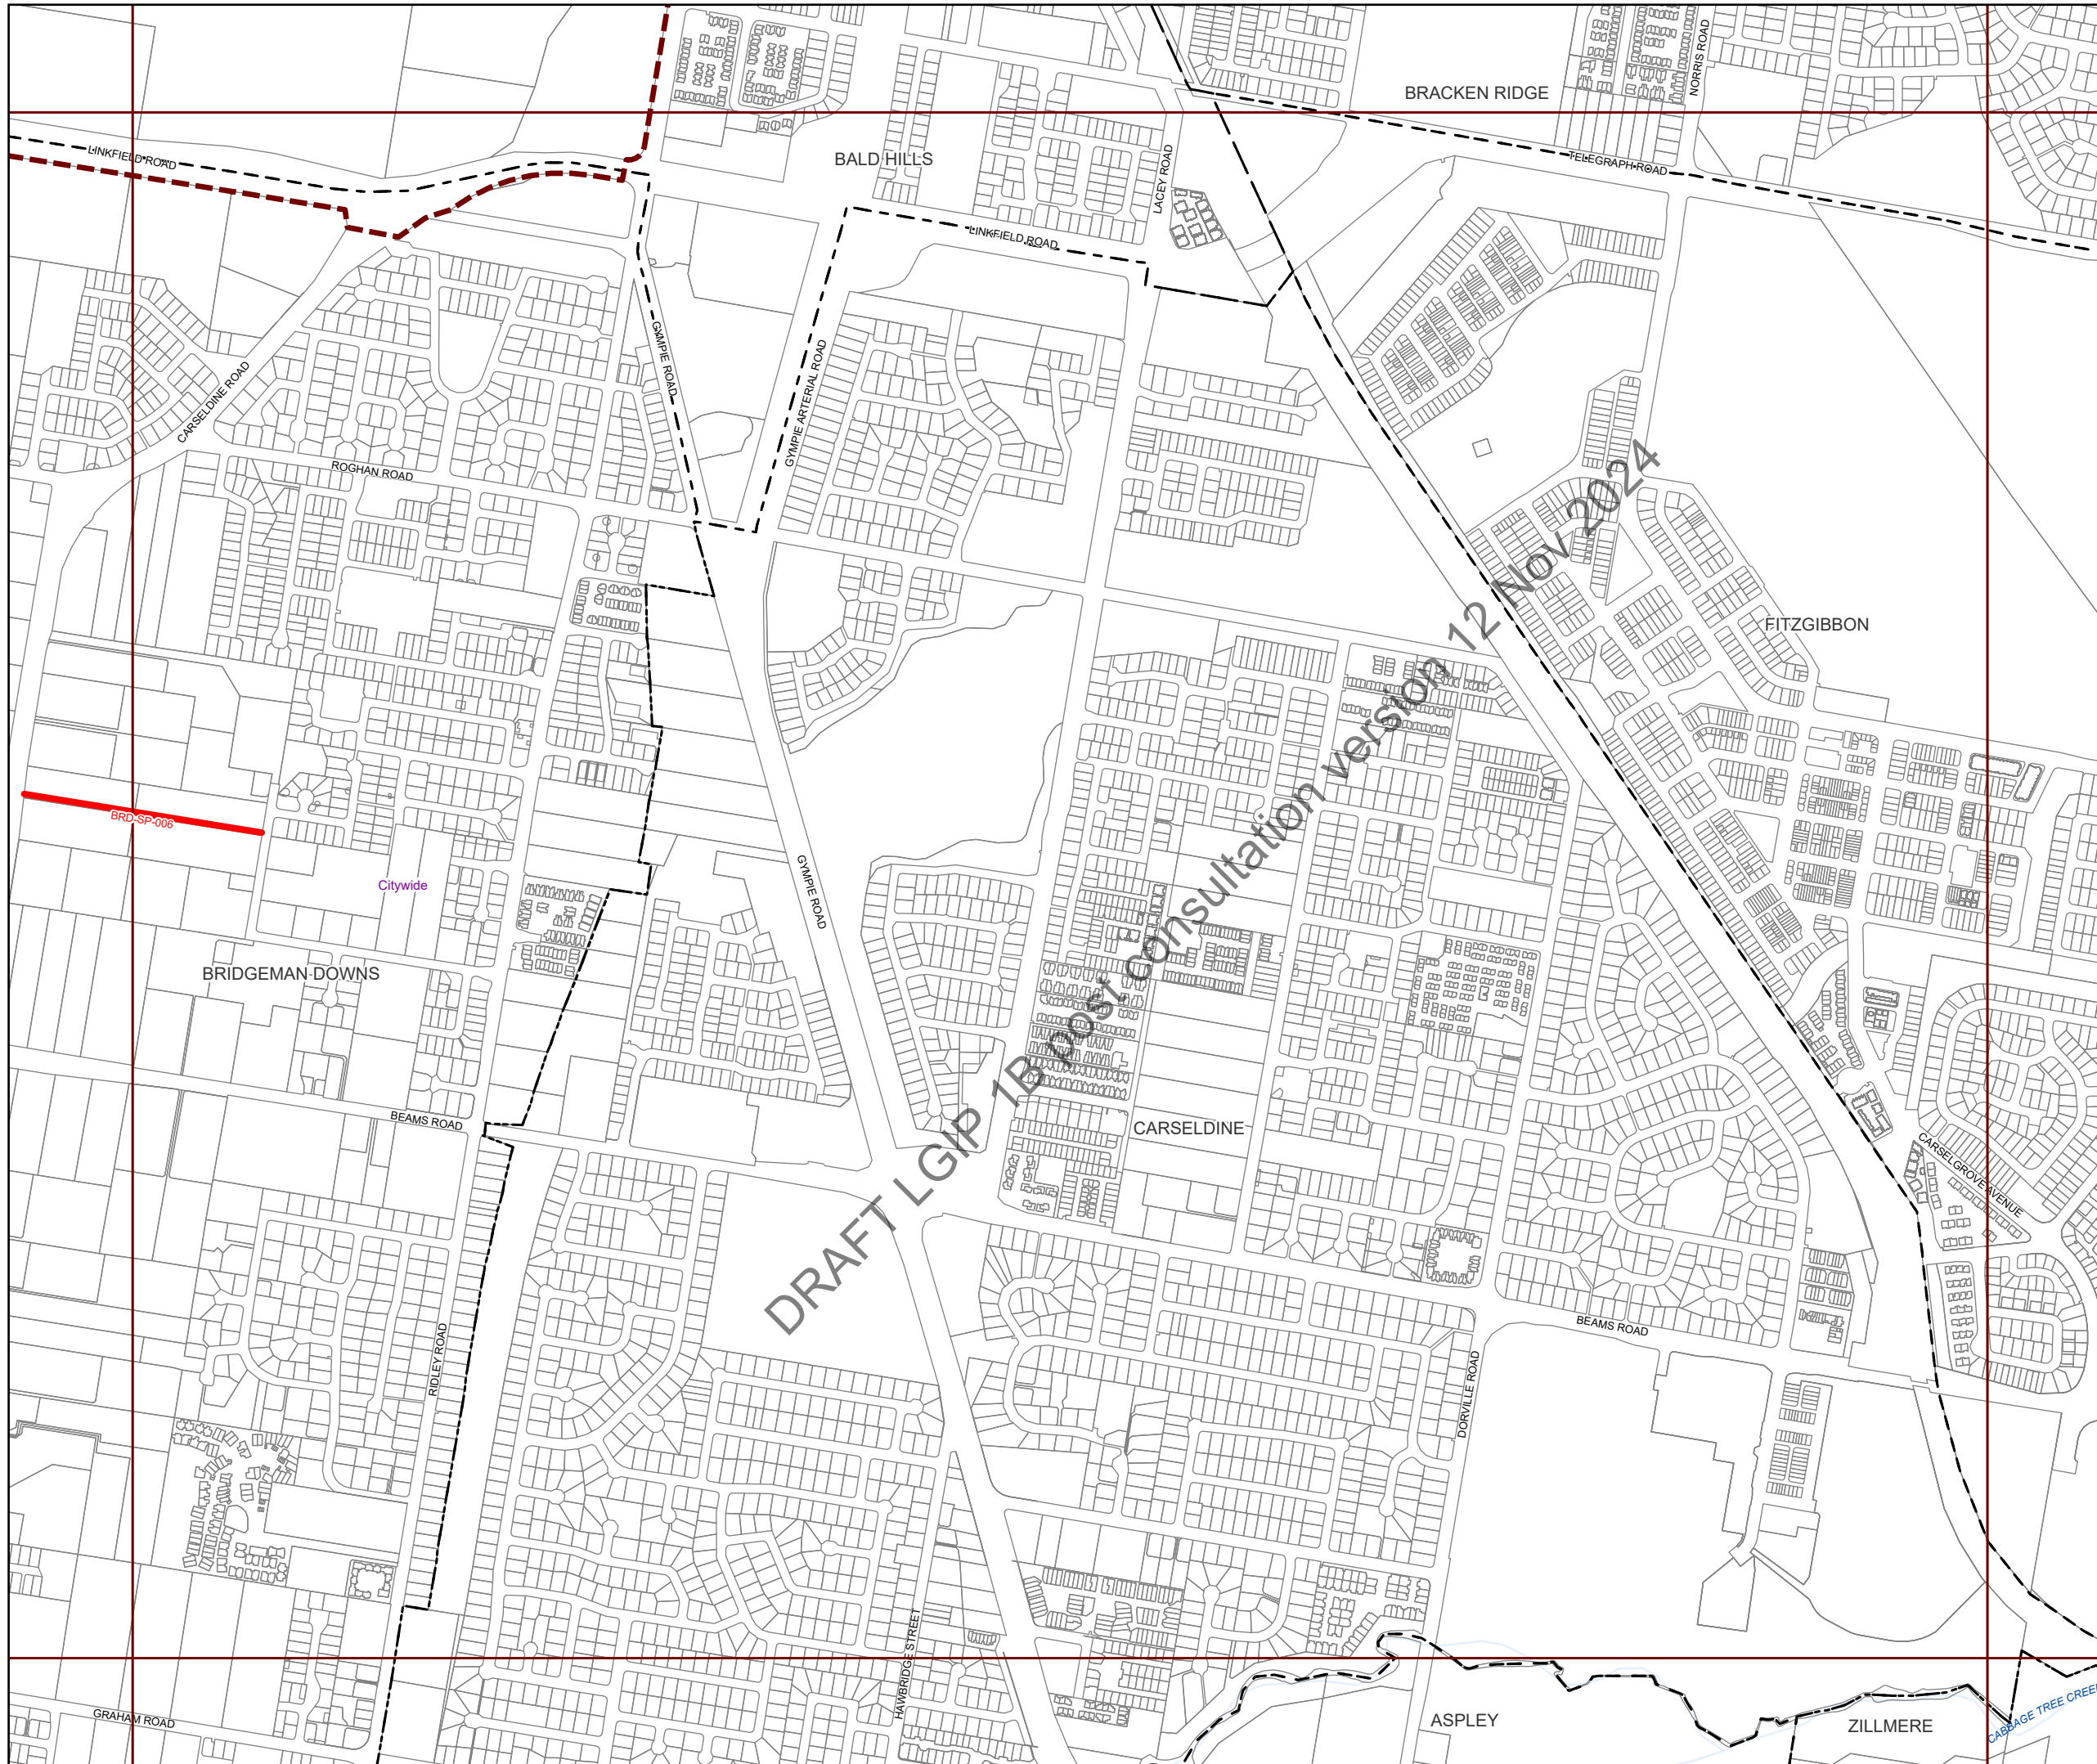 BRACKEN RIDGE
NORRIS ROAD
LINKFIELD ROAD
BALD HILLS
TELEGRAPH ROAD
LACEY ROAD
LINKFIELD ROAD
GYMPIE ROAD
GYMPIE ARTERIAL ROAD
CARSELDINE ROAD
ROGHAN ROAD
FITZGIBBON
BRD-SP-006
Citywide
GYMPIE ROAD
BRIDGEMAN DOWNS
BEAMS ROAD
CARSELDINE
CARSELGROVE AVENUE
DRAFT LGIP 1B post consultation version 12 Nov 2024
BEAMS ROAD
RIDLEY ROAD
DORVILLE ROAD
HAWBRIDGE STREET
GRAHAM ROAD
ASPLEY
ZILLMERE
CABBAGE TREE CREEK